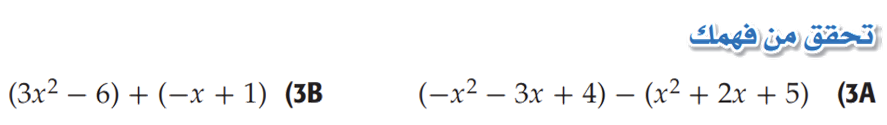 تحقق من فهمك
(3A (−x² − 3x + 4) − (x² + 2x + 5) (3B (3x² − 6) + (−x + 1)